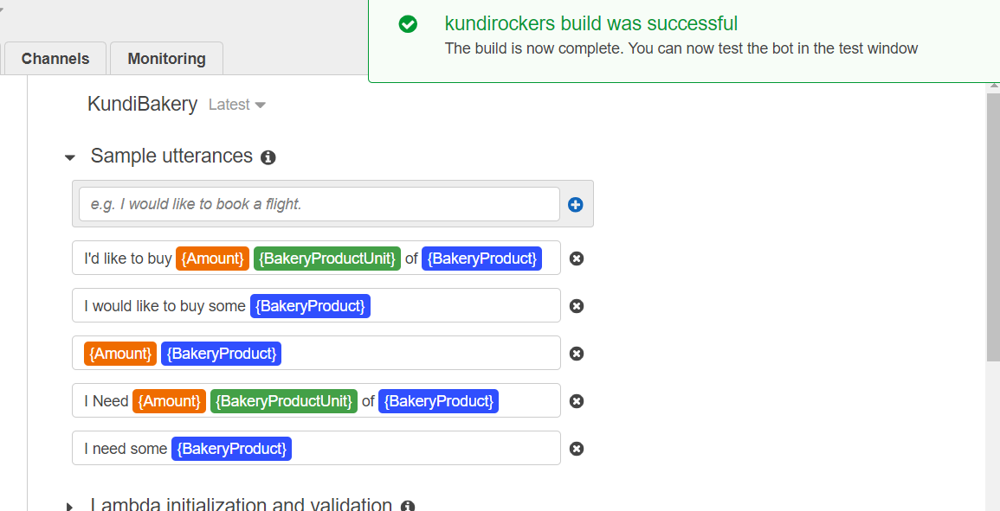 kundirockers build was successful
The build is now complete. You can now test the bot in the test window
Channels
Monitoring
KundiBakery Latest
Sample utterances
e.g. I would like to book a flight.
I'd like to buy {Amount} {BakeryProductUnit} of {BakeryProduct}
I would like to buy some {BakeryProduct}
{Amount} {BakeryProduct}
I Need {Amount} {BakeryProductUnit} of {BakeryProduct}
I need some {BakeryProduct}
Lambda initialization and validation